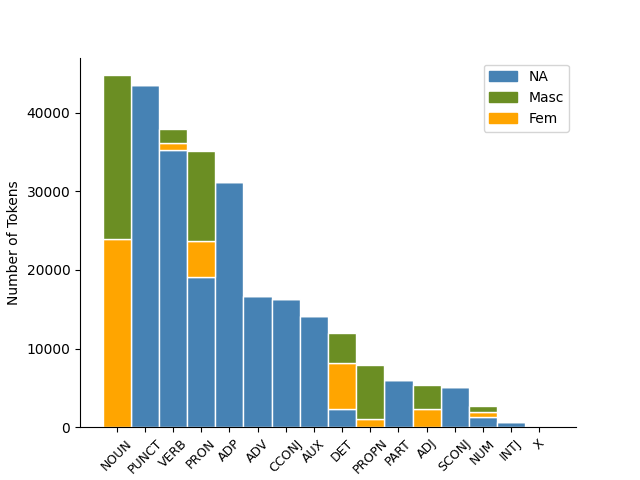 NA
Masc
Fem
Number of Tokens
40000
30000
20000
10000
0
NOUN
PUNCT
VERB
PRON
ADP
ADV
CCONJ
AUX
DET
PROPN
PART
ADJ
SCONJ
NUM
INTJ
X